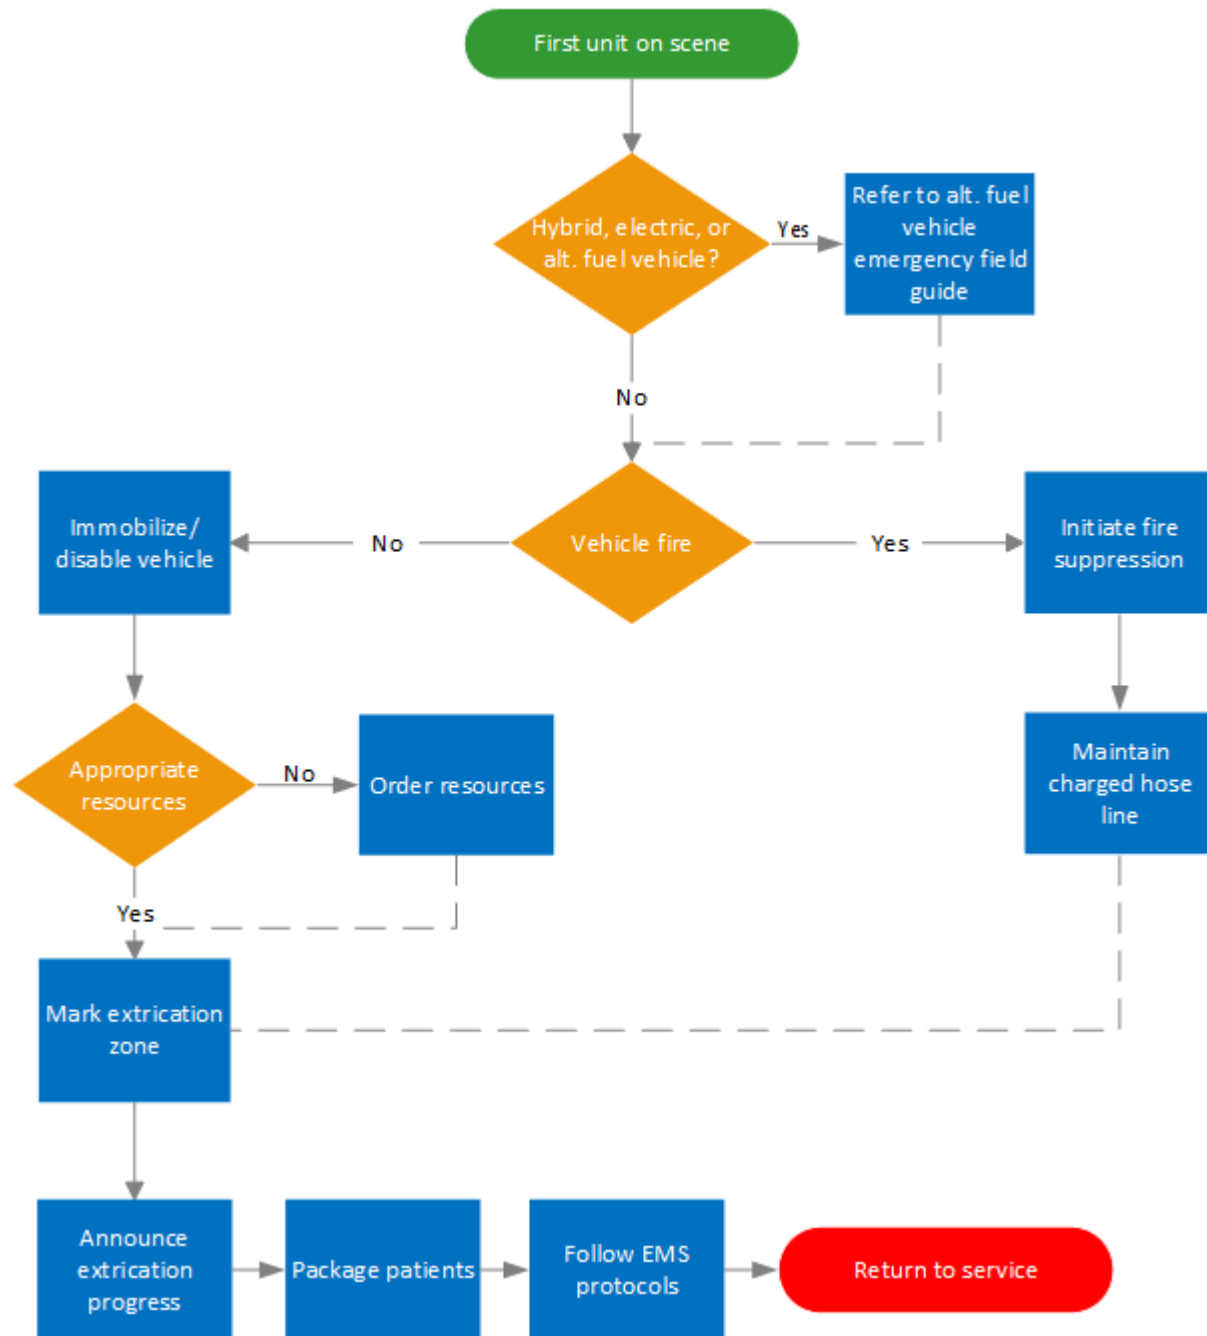 First unit on scene
Hybrid, electric, or
alt. fuel vehicle?
Yes
Refer to alt. fuel
vehicle
emergency field
guide
No
Immobilize/
disable vehicle
No
Vehicle fire
Yes
Initiate fire
suppression
Appropriate
resources
No
Order resources
Maintain
charged hose
line
Yes
Mark extrication
zone
Announce
extrication
progress
Package patients
Follow EMS
protocols
Return to service